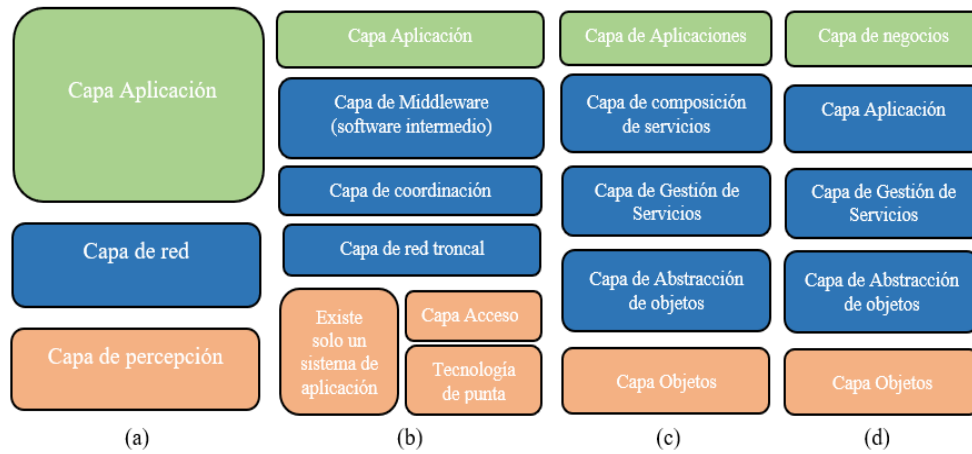 Capa Aplicación
Capa de red
Capa de percepción
(a)
Capa Aplicación
Capa de Middleware
(software intermedio)
Capa de coordinación
Capa de red troncal
Existe
solo un
sistema de
aplicación
Capa Acceso
Tecnología
de punta
(b)
Capa de Aplicaciones
Capa de composición
de servicios
Capa de Gestión de
Servicios
Capa de Abstracción
de objetos
Capa Objetos
(c)
Capa de negocios
Capa Aplicación
Capa de Gestión de
Servicios
Capa de Abstracción
de objetos
Capa Objetos
(d)